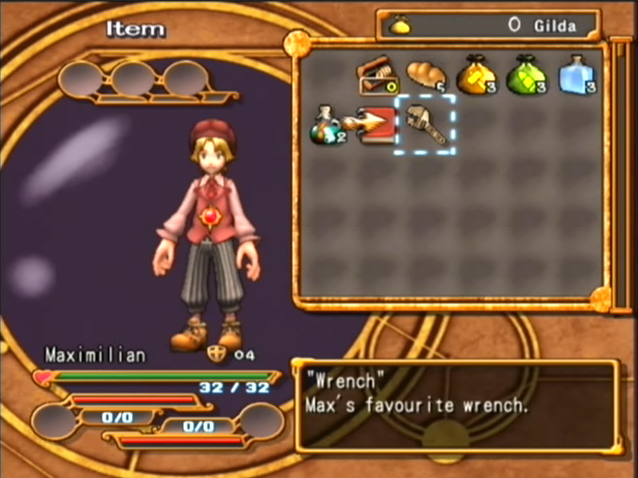 Item
0 Gilda
0
5
3
3
3
2
Maximilian
04
32 / 32
0/0
0/0
"Wrench"
Max's favourite wrench.